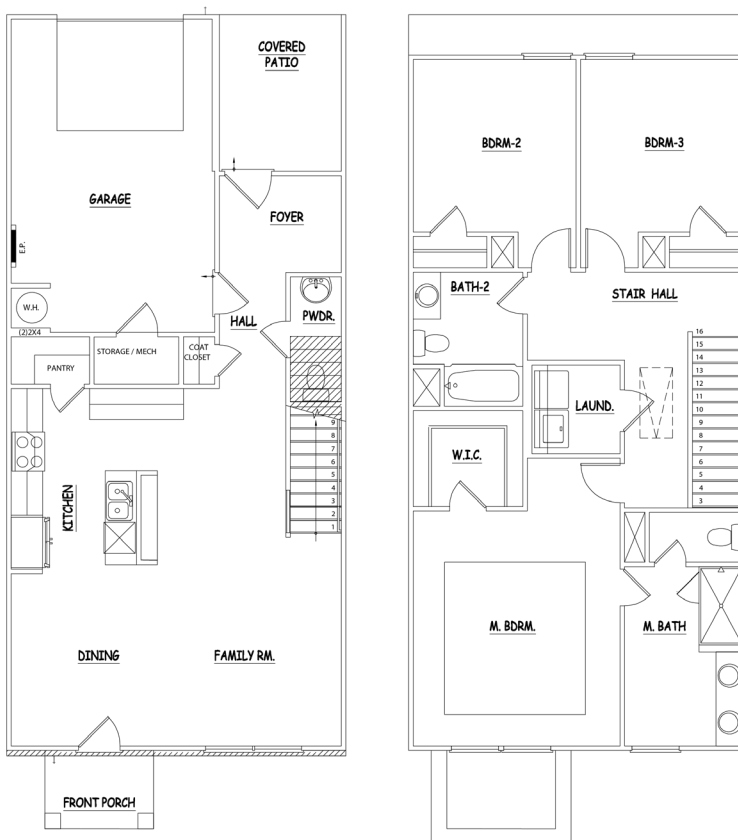 COVERED
PATIO
GARAGE
FOYER
E.P.
W.H.
(2)2X4
HALL
PWDR.
PANTRY
STORAGE / MECH
COAT
CLOSET
9
8
7
6
5
4
3
2
1
KITCHEN
DINING
FAMILY RM.
FRONT PORCH
BDRM-2
BDRM-3
BATH-2
STAIR HALL
16
15
14
13
12
11
10
9
8
7
6
5
4
3
LAUND.
W.I.C.
M. BDRM.
M. BATH